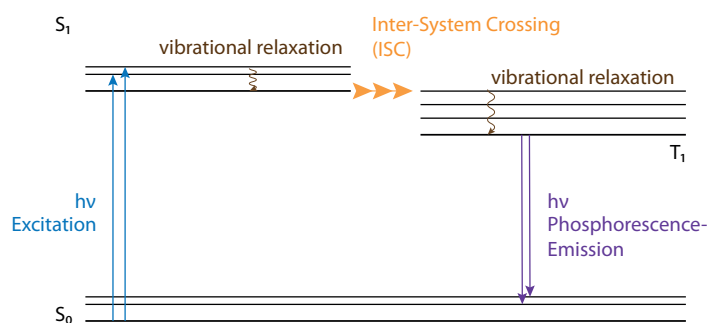 S1
Inter-System Crossing
(ISC)
vibrational relaxation
vibrational relaxation
T1
hν
Excitation
hν
Phosphorescence-
Emission
S0